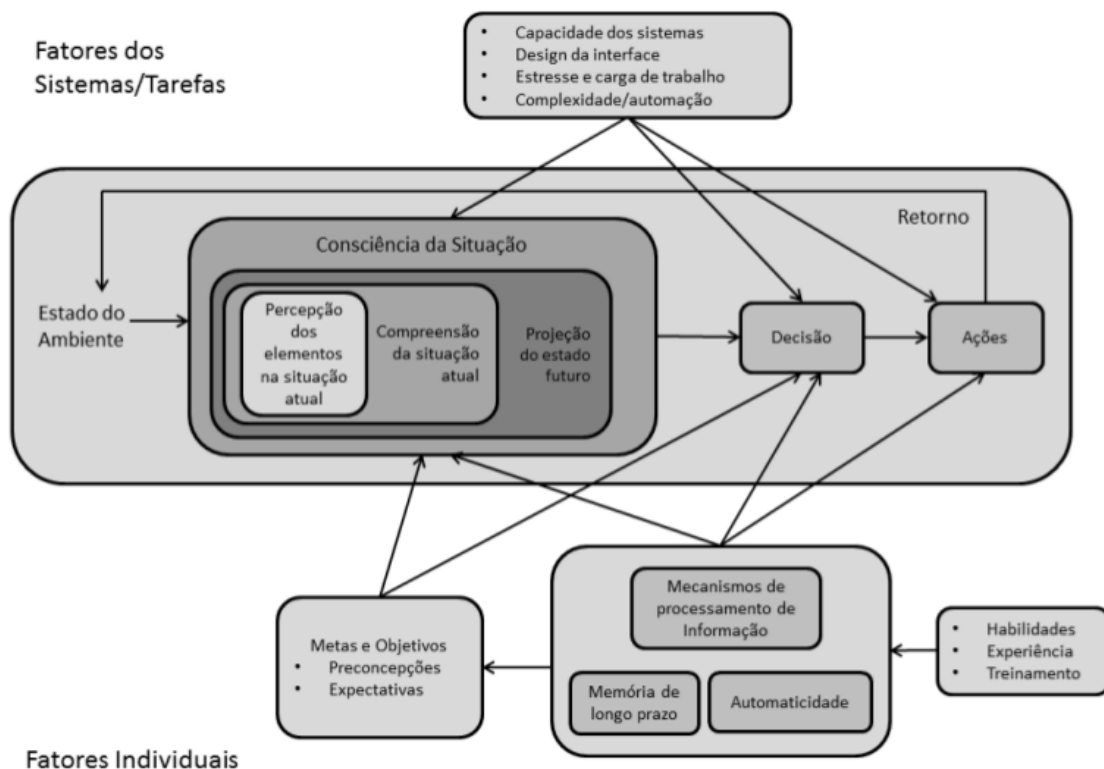 Fatores dos
Sistemas/Tarefas
• Capacidade dos sistemas
• Design da interface
• Estresse e carga de trabalho
• Complexidade/automação
Retorno
Consciência da Situação
Estado do
Ambiente
Percepção
dos
elementos
na situação
atual
Compreensão
da situação
atual
Projeção
do estado
futuro
Decisão
Ações
Metas e Objetivos
• Preconcepções
• Expectativas
Mecanismos de
processamento de
Informação
Memória de
longo prazo
Automaticidade
• Habilidades
• Experiência
• Treinamento
Fatores Individuais